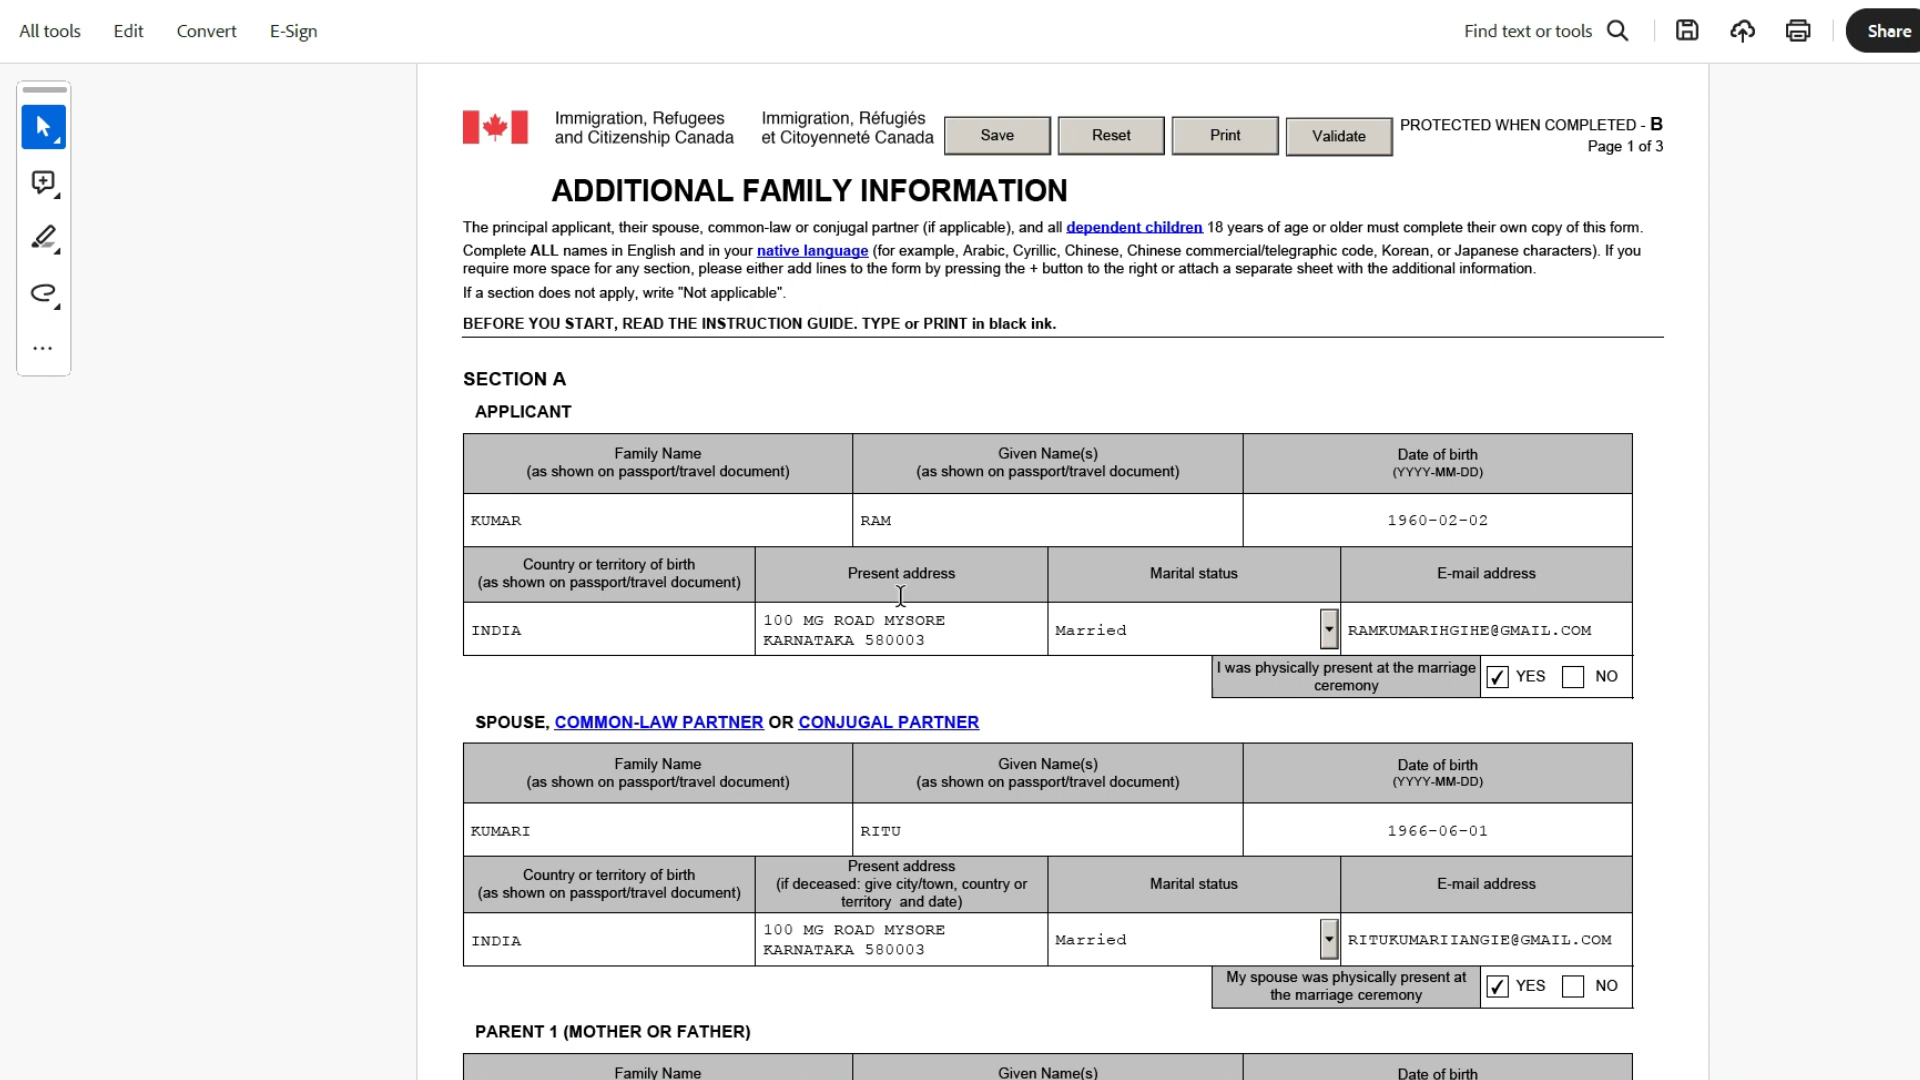 All tools Edit Convert E-Sign Find text or tools Share
Immigration, Refugees and Citizenship Canada
Immigration, Réfugiés et Citoyenneté Canada
Save Reset Print Validate
PROTECTED WHEN COMPLETED - B
Page 1 of 3
ADDITIONAL FAMILY INFORMATION
The principal applicant, their spouse, common-law or conjugal partner (if applicable), and all dependent children 18 years of age or older must complete their own copy of this form.
Complete ALL names in English and in your native language (for example, Arabic, Cyrillic, Chinese, Chinese commercial/telegraphic code, Korean, or Japanese characters). If you
require more space for any section, please either add lines to the form by pressing the + button to the right or attach a separate sheet with the additional information.
If a section does not apply, write "Not applicable".
BEFORE YOU START, READ THE INSTRUCTION GUIDE. TYPE or PRINT in black ink.
SECTION A
APPLICANT
Family Name
(as shown on passport/travel document)
Given Name(s)
(as shown on passport/travel document)
Date of birth
(YYYY-MM-DD)
KUMAR
RAM
1960-02-02
Country or territory of birth
(as shown on passport/travel document)
Present address
Marital status
E-mail address
INDIA
100 MG ROAD MYSORE
KARNATAKA 580003
Married
RAMKUMARIHGIHE@GMAIL.COM
I was physically present at the marriage
ceremony
YES NO
SPOUSE, COMMON-LAW PARTNER OR CONJUGAL PARTNER
Family Name
(as shown on passport/travel document)
Given Name(s)
(as shown on passport/travel document)
Date of birth
(YYYY-MM-DD)
KUMARI
RITU
1966-06-01
Country or territory of birth
(as shown on passport/travel document)
Present address
(if deceased: give city/town, country or
territory and date)
Marital status
E-mail address
INDIA
100 MG ROAD MYSORE
KARNATAKA 580003
Married
RITUKUMARIIANGIE@GMAIL.COM
My spouse was physically present at
the marriage ceremony
YES NO
PARENT 1 (MOTHER OR FATHER)
Family Name
Given Name(s)
Date of birth